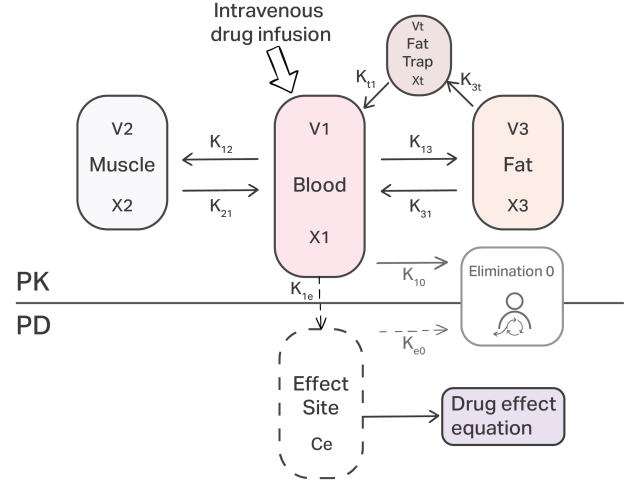 Intravenous
drug infusion
Vt
Fat
Trap
Xt
Kt1
K3t
V2
Muscle
X2
K12
K21
V1
Blood
X1
K13
K31
V3
Fat
X3
K10
Elimination 0
PK
K1e
PD
Ke0
Effect
Site
Ce
Drug effect
equation